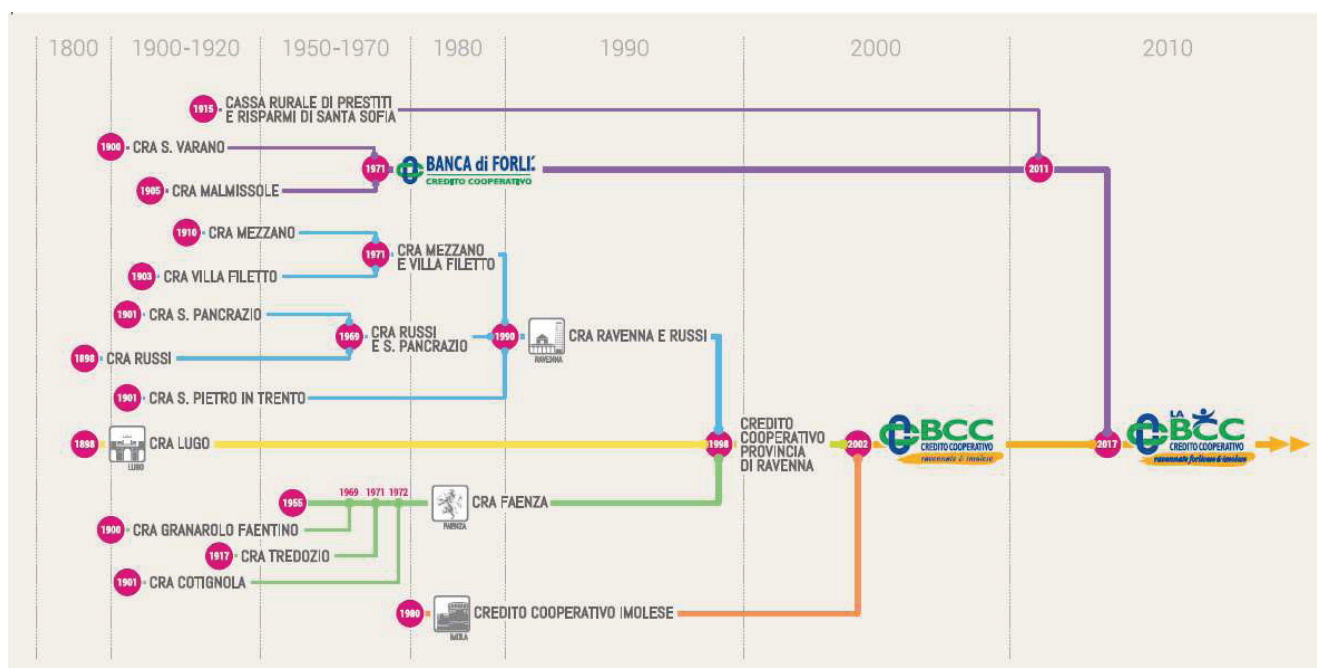 1800
1900-1920
1950-1970
1980
1990
2000
2010
1915
CASSA RURALE DI PRESTITI
E RISPARMI DI SANTA SOFIA
1900
CRA S. VARANO
1971
BANCA di FORLI'
CREDITO COOPERATIVO
2011
1905
CRA MALMISSOLE
1910
CRA MEZZANO
1971
CRA MEZZANO
E VILLA FILETTO
1903
CRA VILLA FILETTO
1901
CRA S. PANCRAZIO
1969
CRA RUSSI
E S. PANCRAZIO
1990
RAVENNA
CRA RAVENNA E RUSSI
1898
CRA RUSSI
1901
CRA S. PIETRO IN TRENTO
1898
LUGO
CRA LUGO
1998
CREDITO
COOPERATIVO
PROVINCIA
DI RAVENNA
2002
BCC
CREDITO COOPERATIVO
ravennate & imolese
2017
LA
BCC
CREDITO COOPERATIVO
ravennate forlivese & imolese
1955
1969
1971
1972
FAENZA
CRA FAENZA
1900
CRA GRANAROLO FAENTINO
1917
CRA TREDOZIO
1901
CRA COTIGNOLA
1980
IMOLA
CREDITO COOPERATIVO IMOLESE